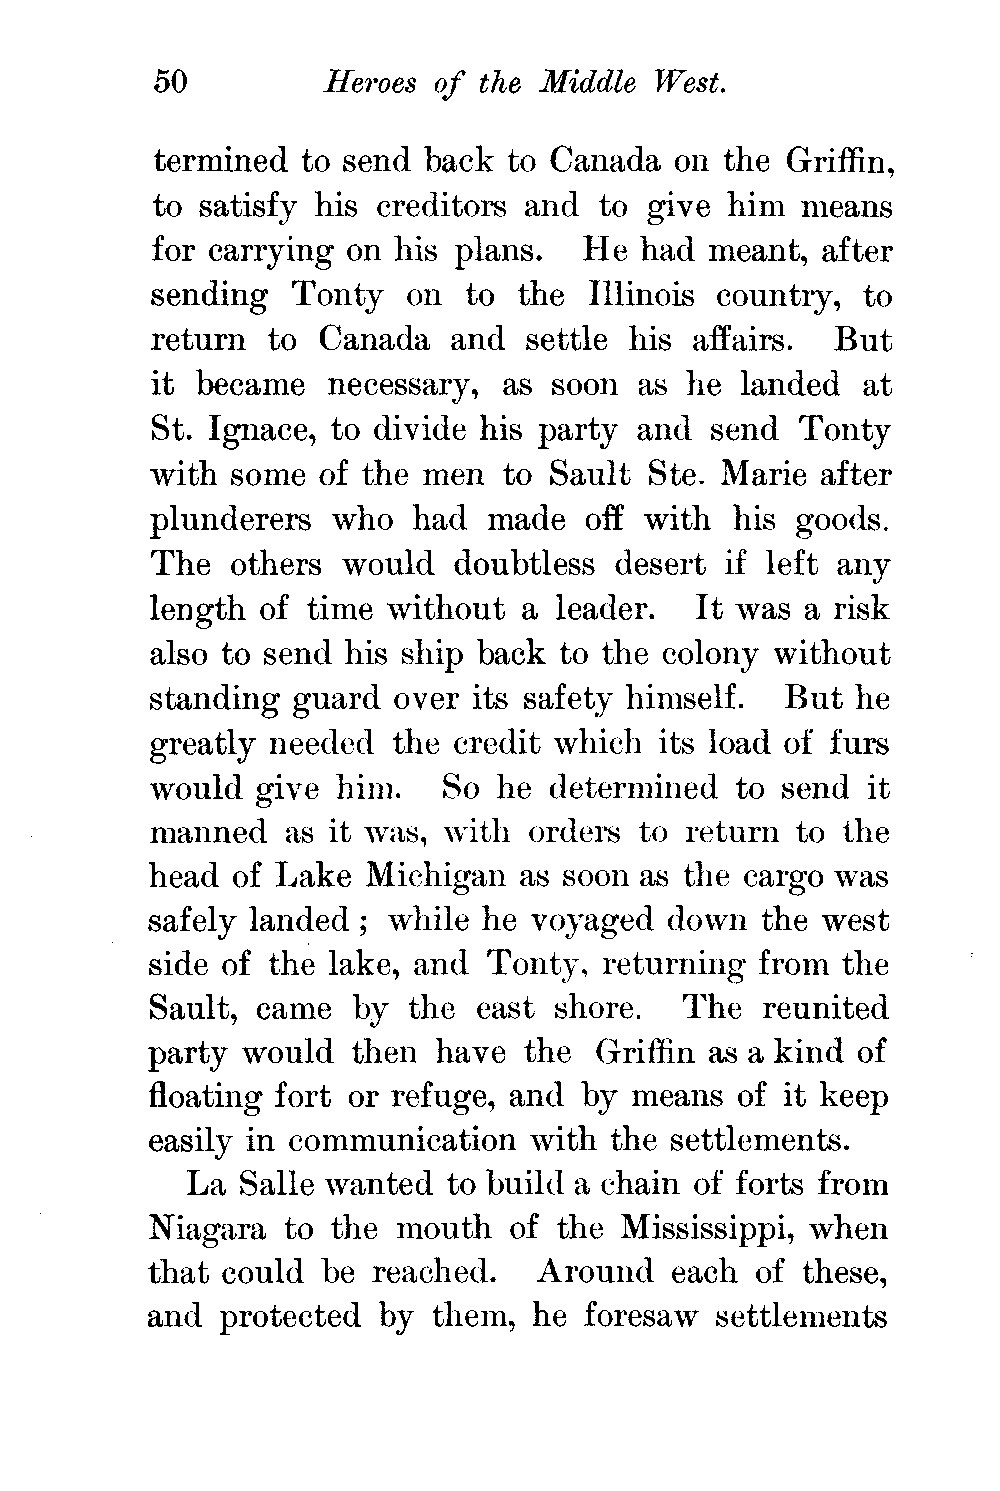 50 Heroes of the Middle West.
termined to send back to Canada on the Griffin,
to satisfy his creditors and to give him means
for carrying on his plans. He had meant, after
sending Tonty on to the Illinois country, to
return to Canada and settle his affairs. But
it became necessary, as soon as he landed at
St. Ignace, to divide his party and send Tonty
with some of the men to Sault Ste. Marie after
plunderers who had made off with his goods.
The others would doubtless desert if left any
length of time without a leader. It was a risk
also to send his ship back to the colony without
standing guard over its safety himself. But he
greatly needed the credit which its load of furs
would give him. So he determined to send it
manned as it was, with orders to return to the
head of Lake Michigan as soon as the cargo was
safely landed ; while he voyaged down the west
side of the lake, and Tonty, returning from the
Sault, came by the east shore. The reunited
party would then have the Griffin as a kind of
floating fort or refuge, and by means of it keep
easily in communication with the settlements.
La Salle wanted to build a chain of forts from
Niagara to the mouth of the Mississippi, when
that could be reached. Around each of these,
and protected by them, he foresaw settlements